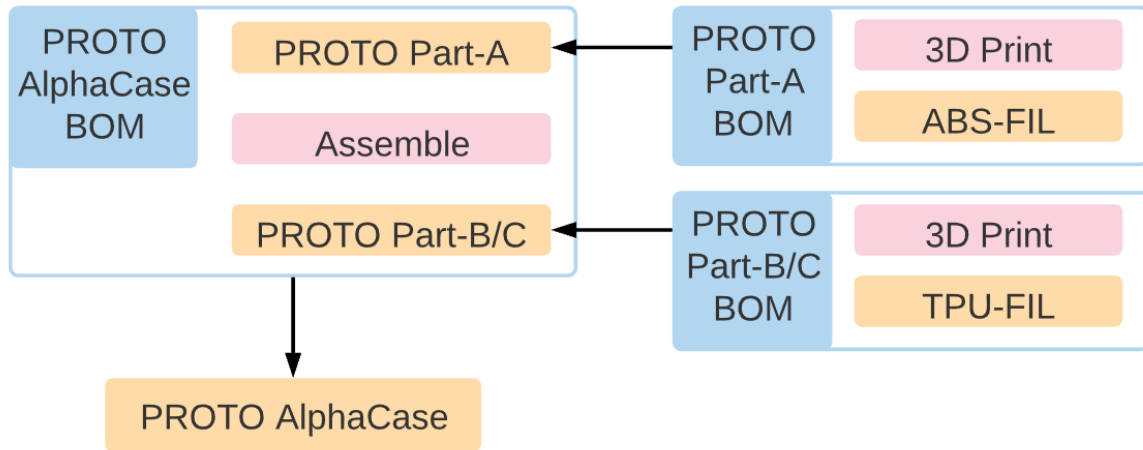 PROTO
AlphaCase
BOM
PROTO Part-A
Assemble
PROTO Part-B/C
PROTO
Part-A
BOM
3D Print
ABS-FIL
PROTO
Part-B/C
BOM
3D Print
TPU-FIL
PROTO AlphaCase